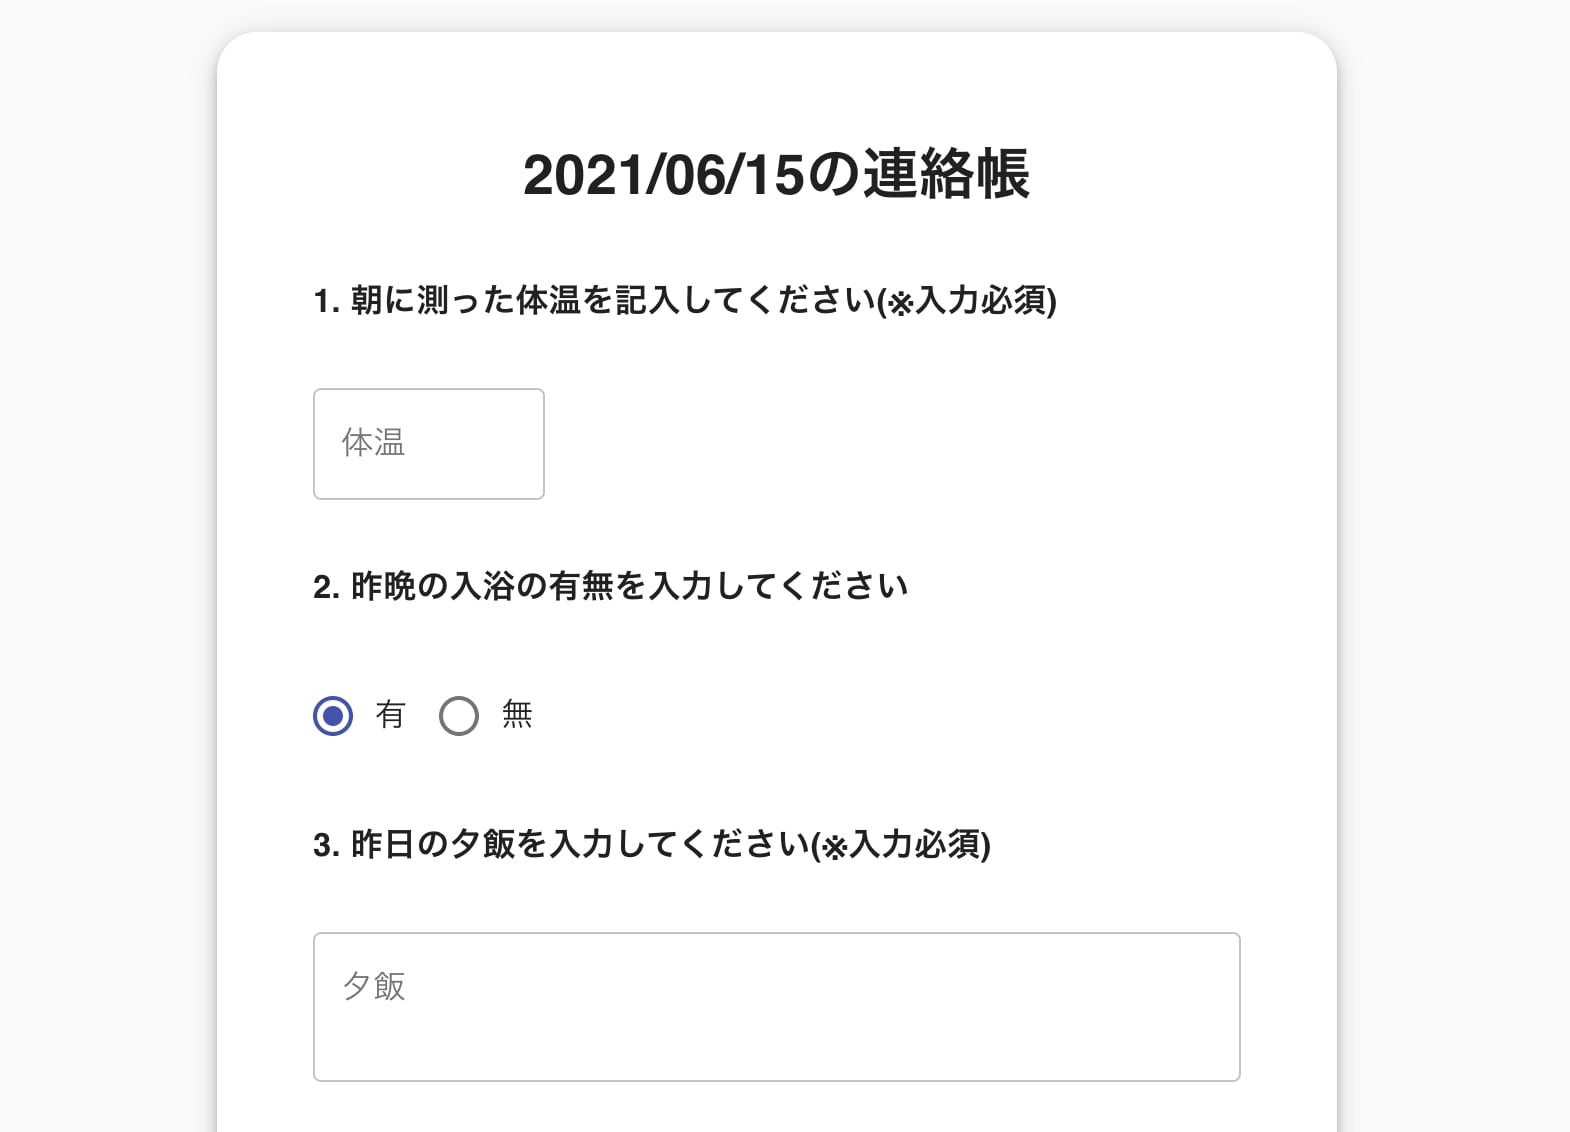 2021/06/15の連絡帳
1. 朝に測った体温を記入してください(※入力必須)
体温
2. 昨晩の入浴の有無を入力してください
有 無
3. 昨日の夕飯を入力してください(※入力必須)
夕飯